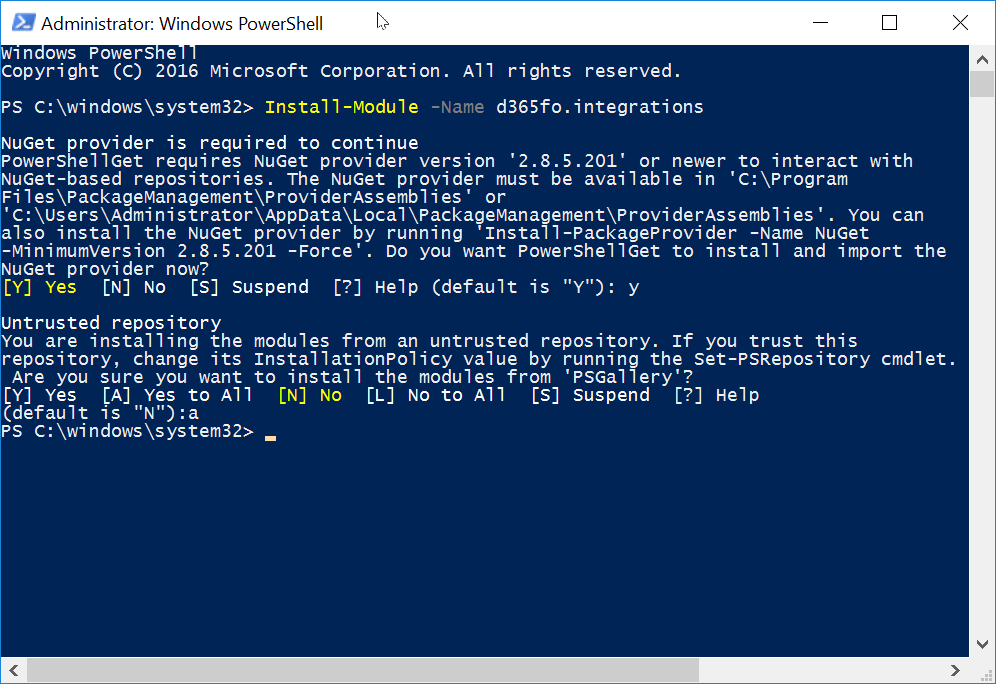 Administrator: Windows PowerShell
Windows PowerShell
Copyright (C) 2016 Microsoft Corporation. All rights reserved.
PS C:\windows\system32> Install-Module -Name d365fo.integrations
NuGet provider is required to continue
PowerShellGet requires NuGet provider version '2.8.5.201' or newer to interact with
NuGet-based repositories. The NuGet provider must be available in 'C:\Program
Files\PackageManagement\ProviderAssemblies' or
'C:\Users\Administrator\AppData\Local\PackageManagement\ProviderAssemblies'. You can
also install the NuGet provider by running 'Install-PackageProvider -Name NuGet
-MinimumVersion 2.8.5.201 -Force'. Do you want PowerShellGet to install and import the
NuGet provider now?
[Y] Yes  [N] No  [S] Suspend  [?] Help (default is "Y"): y
Untrusted repository
You are installing the modules from an untrusted repository. If you trust this
repository, change its InstallationPolicy value by running the Set-PSRepository cmdlet.
 Are you sure you want to install the modules from 'PSGallery'?
[Y] Yes  [A] Yes to All  [N] No  [L] No to All  [S] Suspend  [?] Help
(default is "N"):a
PS C:\windows\system32>